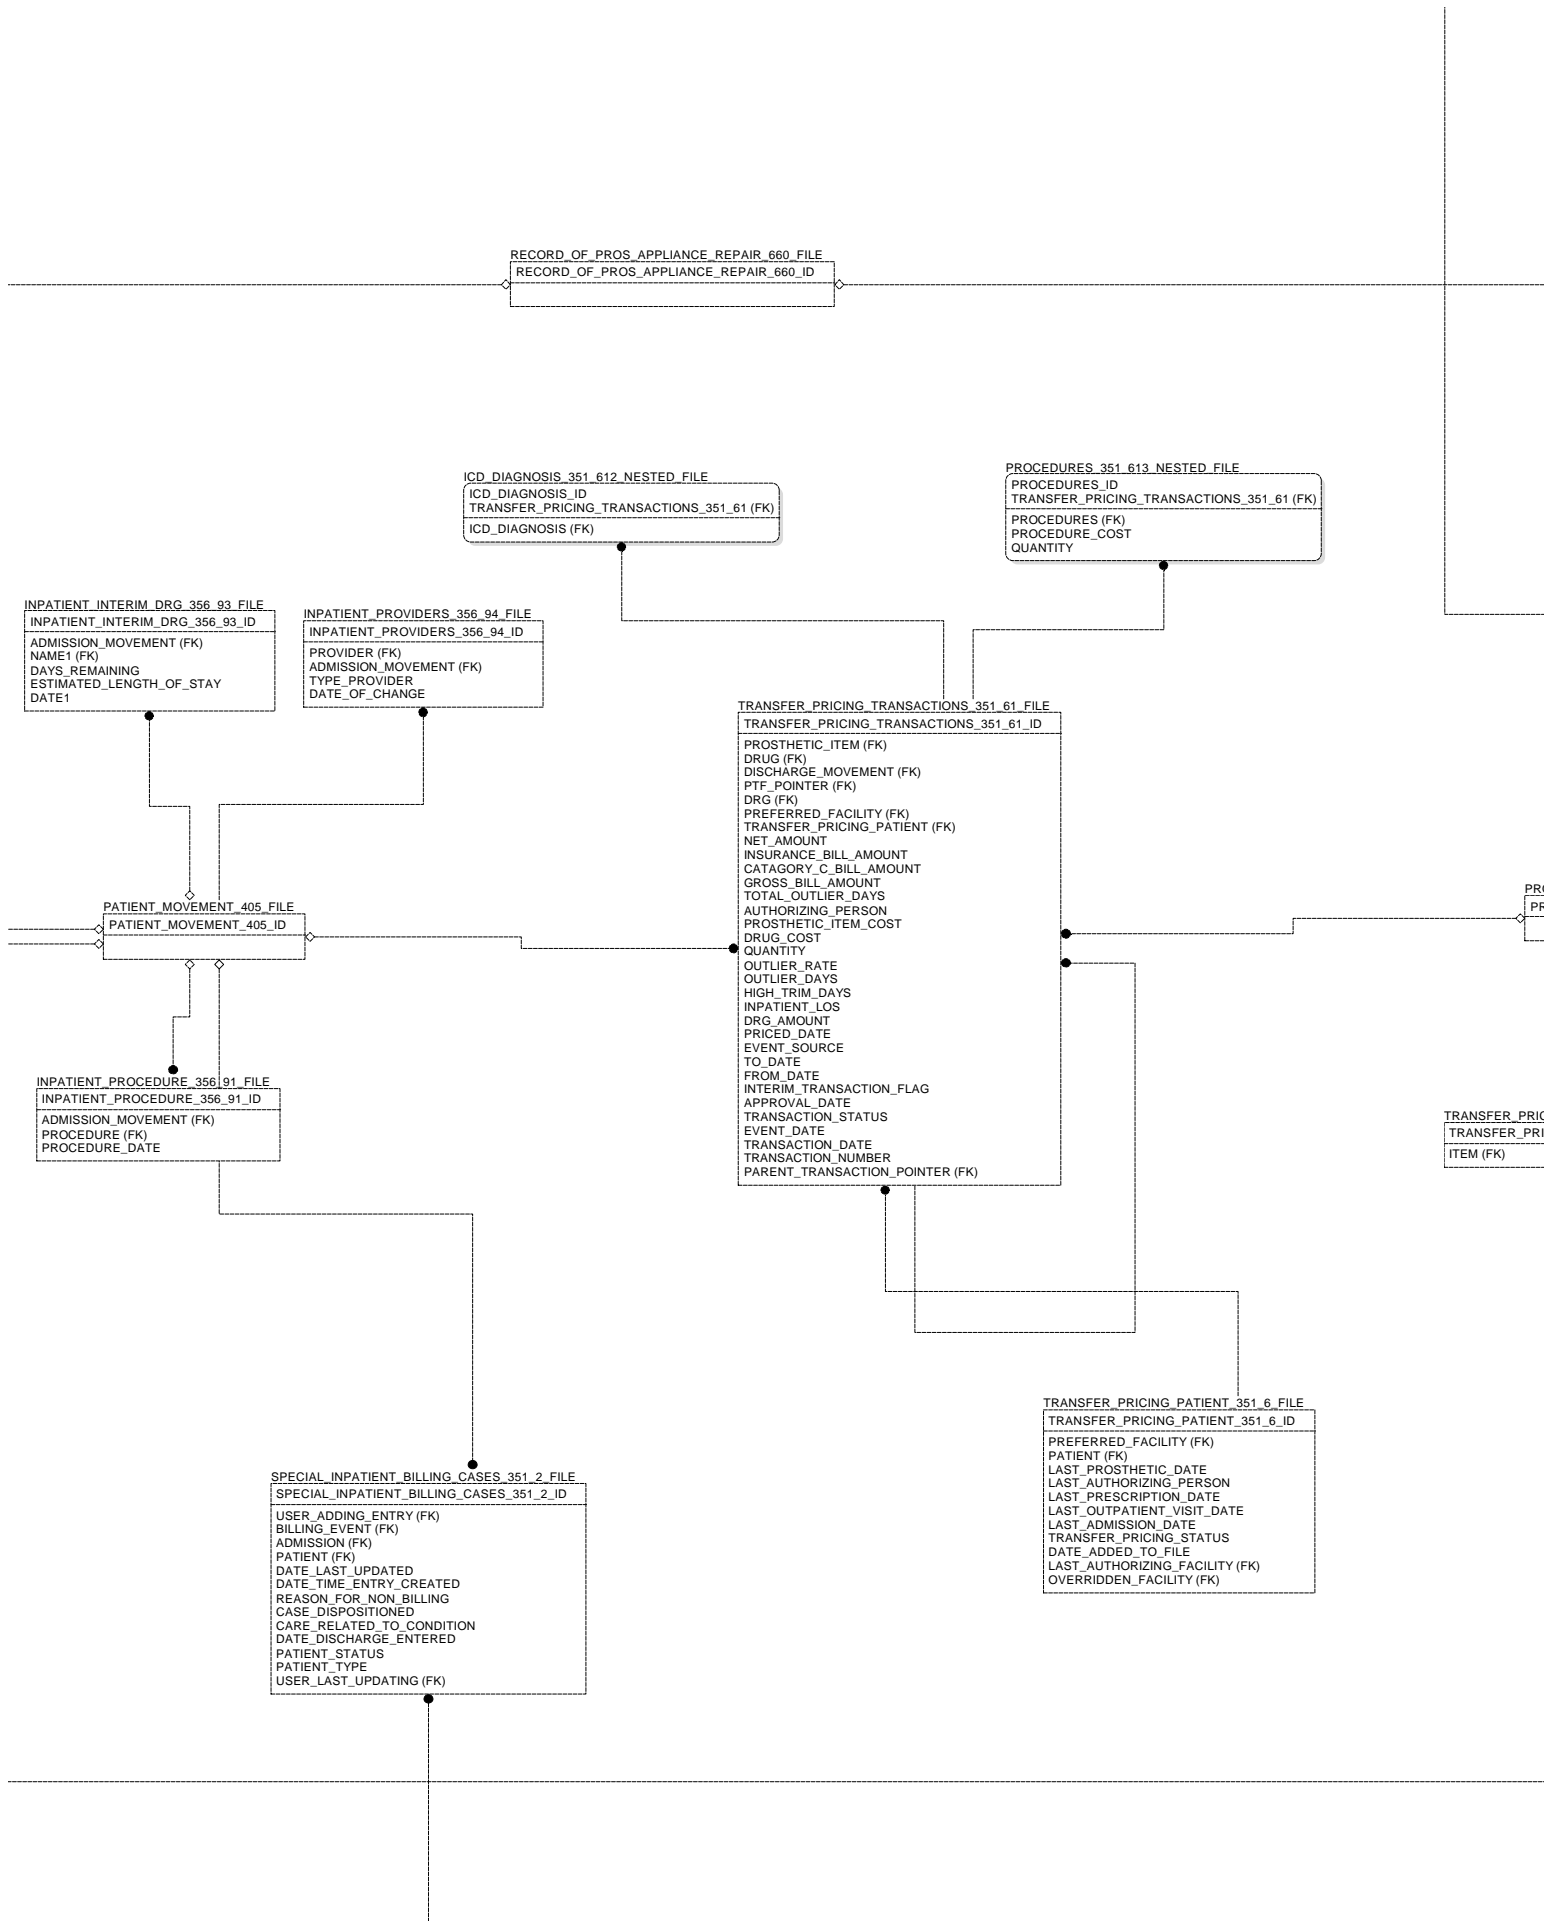 RECORD_OF_PROS_APPLIANCE_REPAIR_660_FILE
RECORD_OF_PROS_APPLIANCE_REPAIR_660_ID
ICD_DIAGNOSIS_351_612_NESTED_FILE
ICD_DIAGNOSIS_ID
TRANSFER_PRICING_TRANSACTIONS_351_61 (FK)
ICD_DIAGNOSIS (FK)
PROCEDURES_351_613_NESTED_FILE
PROCEDURES_ID
TRANSFER_PRICING_TRANSACTIONS_351_61 (FK)
PROCEDURES (FK)
PROCEDURE_COST
QUANTITY
INPATIENT_INTERIM_DRG_356_93_FILE
INPATIENT_INTERIM_DRG_356_93_ID
ADMISSION_MOVEMENT (FK)
NAME1 (FK)
DAYS_REMAINING
ESTIMATED_LENGTH_OF_STAY
DATE1
INPATIENT_PROVIDERS_356_94_FILE
INPATIENT_PROVIDERS_356_94_ID
PROVIDER (FK)
ADMISSION_MOVEMENT (FK)
TYPE_PROVIDER
DATE_OF_CHANGE
TRANSFER_PRICING_TRANSACTIONS_351_61_FILE
TRANSFER_PRICING_TRANSACTIONS_351_61_ID
PROSTHETIC_ITEM (FK)
DRUG (FK)
DISCHARGE_MOVEMENT (FK)
PTF_POINTER (FK)
DRG (FK)
PREFERRED_FACILITY (FK)
TRANSFER_PRICING_PATIENT (FK)
NET_AMOUNT
INSURANCE_BILL_AMOUNT
CATAGORY_C_BILL_AMOUNT
GROSS_BILL_AMOUNT
TOTAL_OUTLIER_DAYS
AUTHORIZING_PERSON
PROSTHETIC_ITEM_COST
DRUG_COST
QUANTITY
OUTLIER_RATE
OUTLIER_DAYS
HIGH_TRIM_DAYS
INPATIENT_LOS
DRG_AMOUNT
PRICED_DATE
EVENT_SOURCE
TO_DATE
FROM_DATE
INTERIM_TRANSACTION_FLAG
APPROVAL_DATE
TRANSACTION_STATUS
EVENT_DATE
TRANSACTION_DATE
TRANSACTION_NUMBER
PARENT_TRANSACTION_POINTER (FK)
PATIENT_MOVEMENT_405_FILE
PATIENT_MOVEMENT_405_ID
PRO
PR
INPATIENT_PROCEDURE_356_91_FILE
INPATIENT_PROCEDURE_356_91_ID
ADMISSION_MOVEMENT (FK)
PROCEDURE (FK)
PROCEDURE_DATE
TRANSFER_PRIC
TRANSFER_PRI
ITEM (FK)
TRANSFER_PRICING_PATIENT_351_6_FILE
TRANSFER_PRICING_PATIENT_351_6_ID
PREFERRED_FACILITY (FK)
PATIENT (FK)
LAST_PROSTHETIC_DATE
LAST_AUTHORIZING_PERSON
LAST_PRESCRIPTION_DATE
LAST_OUTPATIENT_VISIT_DATE
LAST_ADMISSION_DATE
TRANSFER_PRICING_STATUS
DATE_ADDED_TO_FILE
LAST_AUTHORIZING_FACILITY (FK)
OVERRIDDEN_FACILITY (FK)
SPECIAL_INPATIENT_BILLING_CASES_351_2_FILE
SPECIAL_INPATIENT_BILLING_CASES_351_2_ID
USER_ADDING_ENTRY (FK)
BILLING_EVENT (FK)
ADMISSION (FK)
PATIENT (FK)
DATE_LAST_UPDATED
DATE_TIME_ENTRY_CREATED
REASON_FOR_NON_BILLING
CASE_DISPOSITIONED
CARE_RELATED_TO_CONDITION
DATE_DISCHARGE_ENTERED
PATIENT_STATUS
PATIENT_TYPE
USER_LAST_UPDATING (FK)